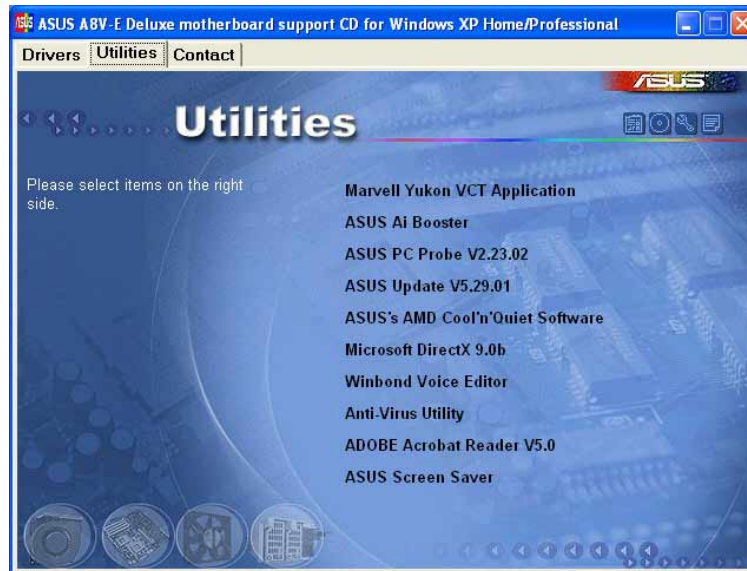 ASUS A8V-E Deluxe motherboard support CD for Windows XP Home/Professional
Drivers Utilities Contact
ASUS
Utilities
Please select items on the right
side.
Marvell Yukon VCT Application
ASUS Ai Booster
ASUS PC Probe V2.23.02
ASUS Update V5.29.01
ASUS's AMD Cool'n'Quiet Software
Microsoft DirectX 9.0b
Winbond Voice Editor
Anti-Virus Utility
ADOBE Acrobat Reader V5.0
ASUS Screen Saver